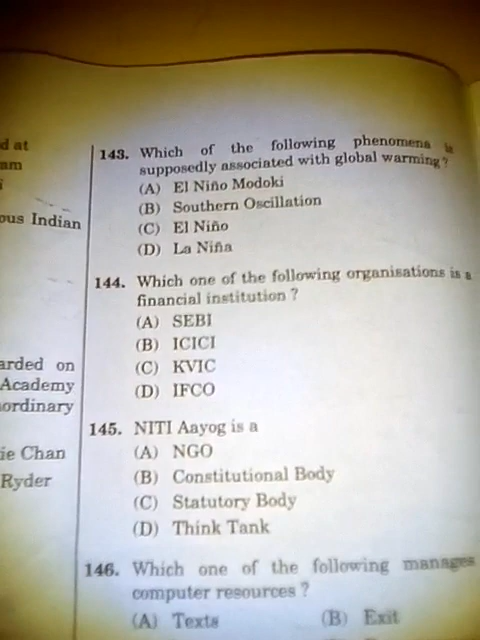 d at
am
ous Indian
arded on
Academy
ordinary
ie Chan
Ryder
143. Which of the following phenomena is
supposedly associated with global warming?
(A) El Niño Modoki
(B) Southern Oscillation
(C) El Niño
(D) La Niña
144. Which one of the following organisations is a
financial institution ?
(A) SEBI
(B) ICICI
(C) KVIC
(D) IFCO
145. NITI Aayog is a
(A) NGO
(B) Constitutional Body
(C) Statutory Body
(D) Think Tank
146. Which one of the following manages
computer resources ?
(A) Texts (B) Exit